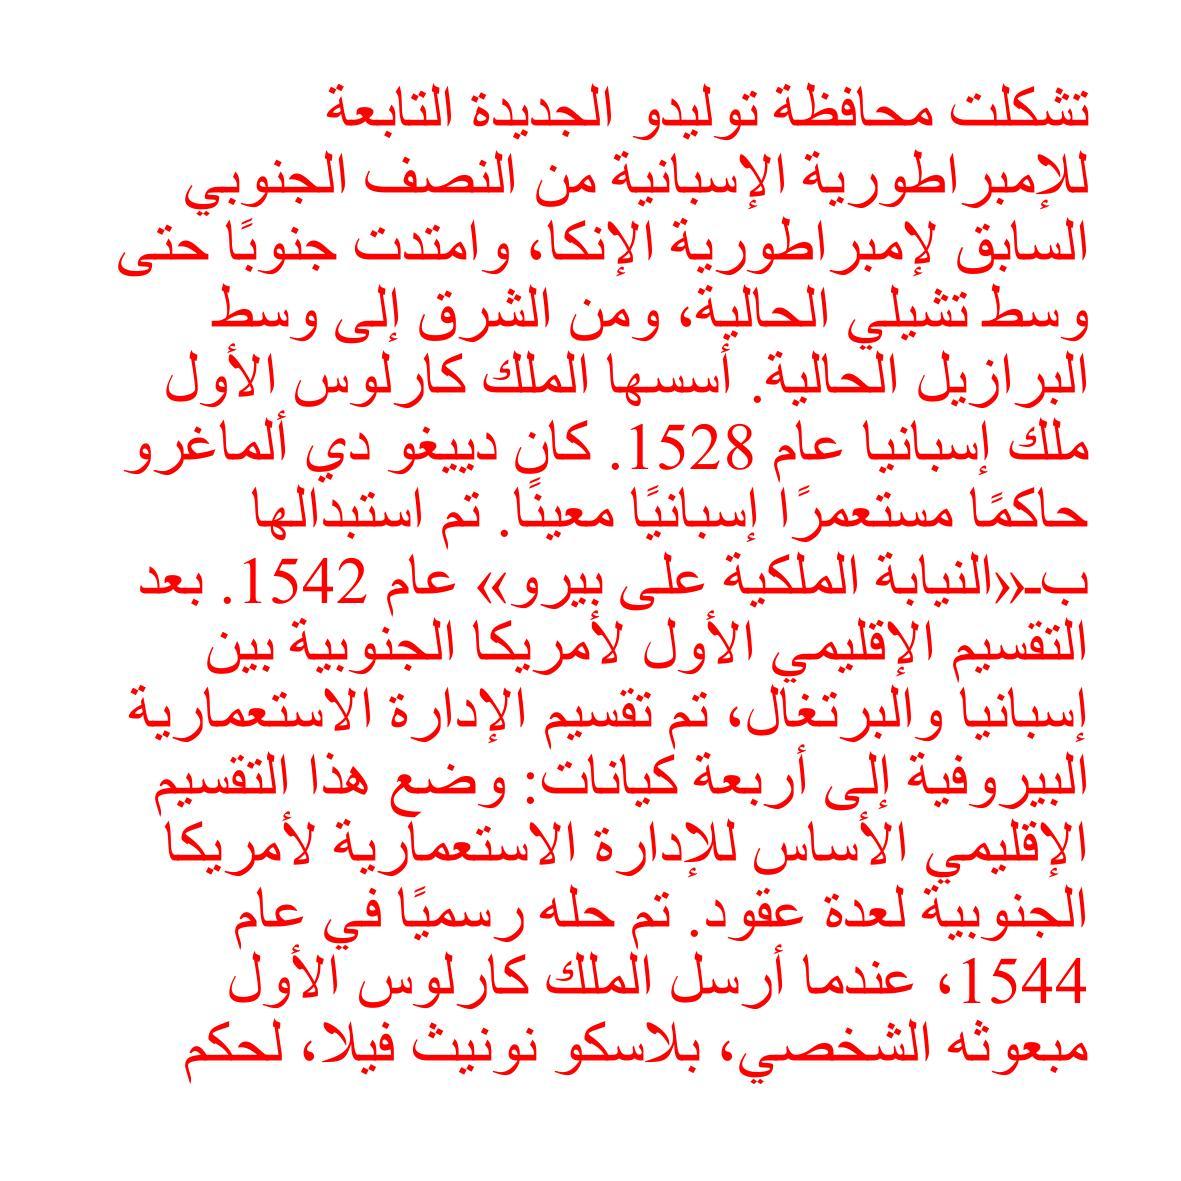 تشكلت محافظة توليدو الجديدة التابعة
للإمبراطورية الإسبانية من النصف الجنوبي
السابق لإمبراطورية الإنكا، وامتدت جنوبًا حتى
وسط تشيلي الحالية، ومن الشرق إلى وسط
البرازيل الحالية. أسسها الملك كارلوس الأول
ملك إسبانيا عام 1528. كان دييغو دي ألماغرو
حاكمًا مستعمرًا إسبانيًا معينًا. تم استبدالها
بـ«النيابة الملكية على بيرو» عام 1542. بعد
التقسيم الإقليمي الأول لأمريكا الجنوبية بين
إسبانيا والبرتغال، تم تقسيم الإدارة الاستعمارية
البيروفية إلى أربعة كيانات: وضع هذا التقسيم
الإقليمي الأساس للإدارة الاستعمارية لأمريكا
الجنوبية لعدة عقود. تم حله رسميًا في عام
1544، عندما أرسل الملك كارلوس الأول
مبعوثه الشخصي، بلاسكو نونيث فيلا، لحكم